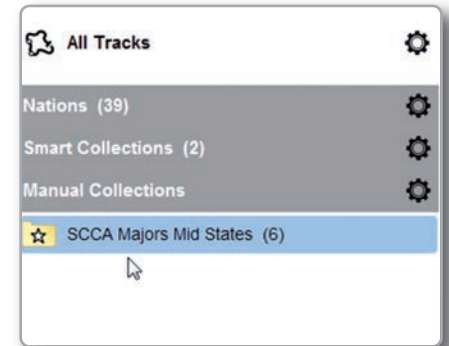 All Tracks
Nations (39)
Smart Collections (2)
Manual Collections
SCCA Majors Mid States (6)